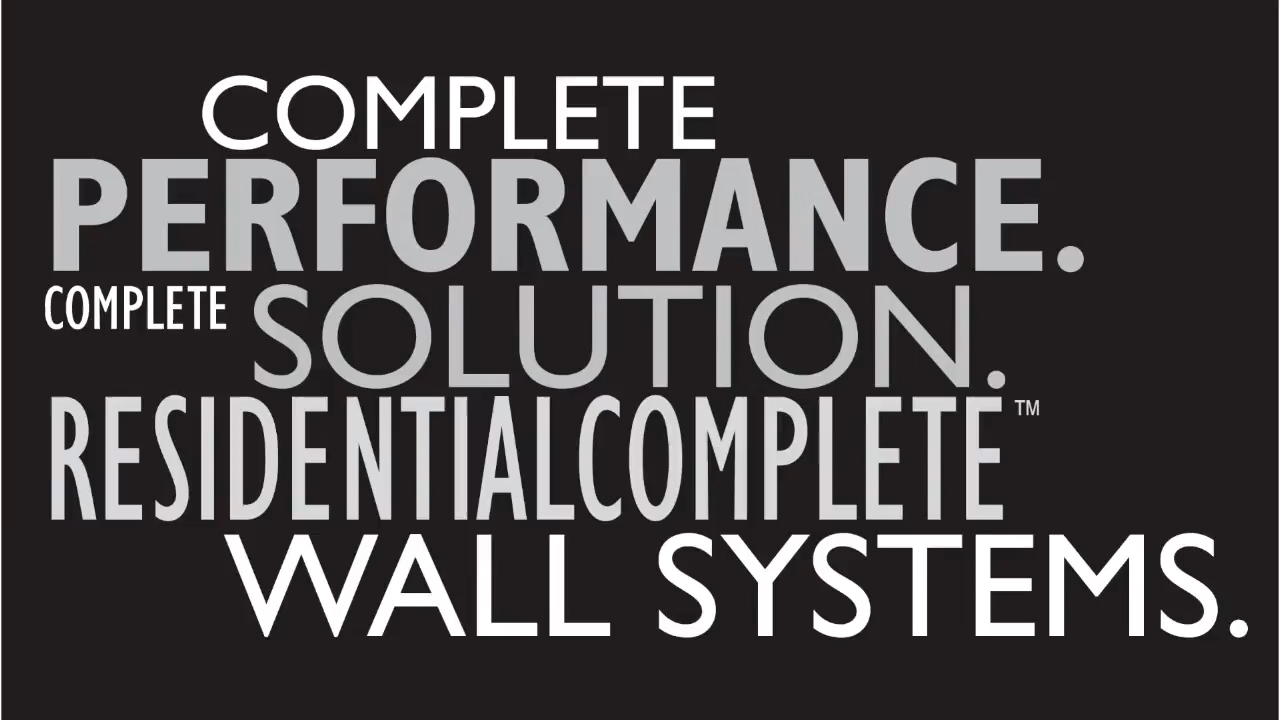 COMPLETE
PERFORMANCE.
COMPLETE SOLUTION.
RESIDENTIALCOMPLETE™
WALL SYSTEMS.